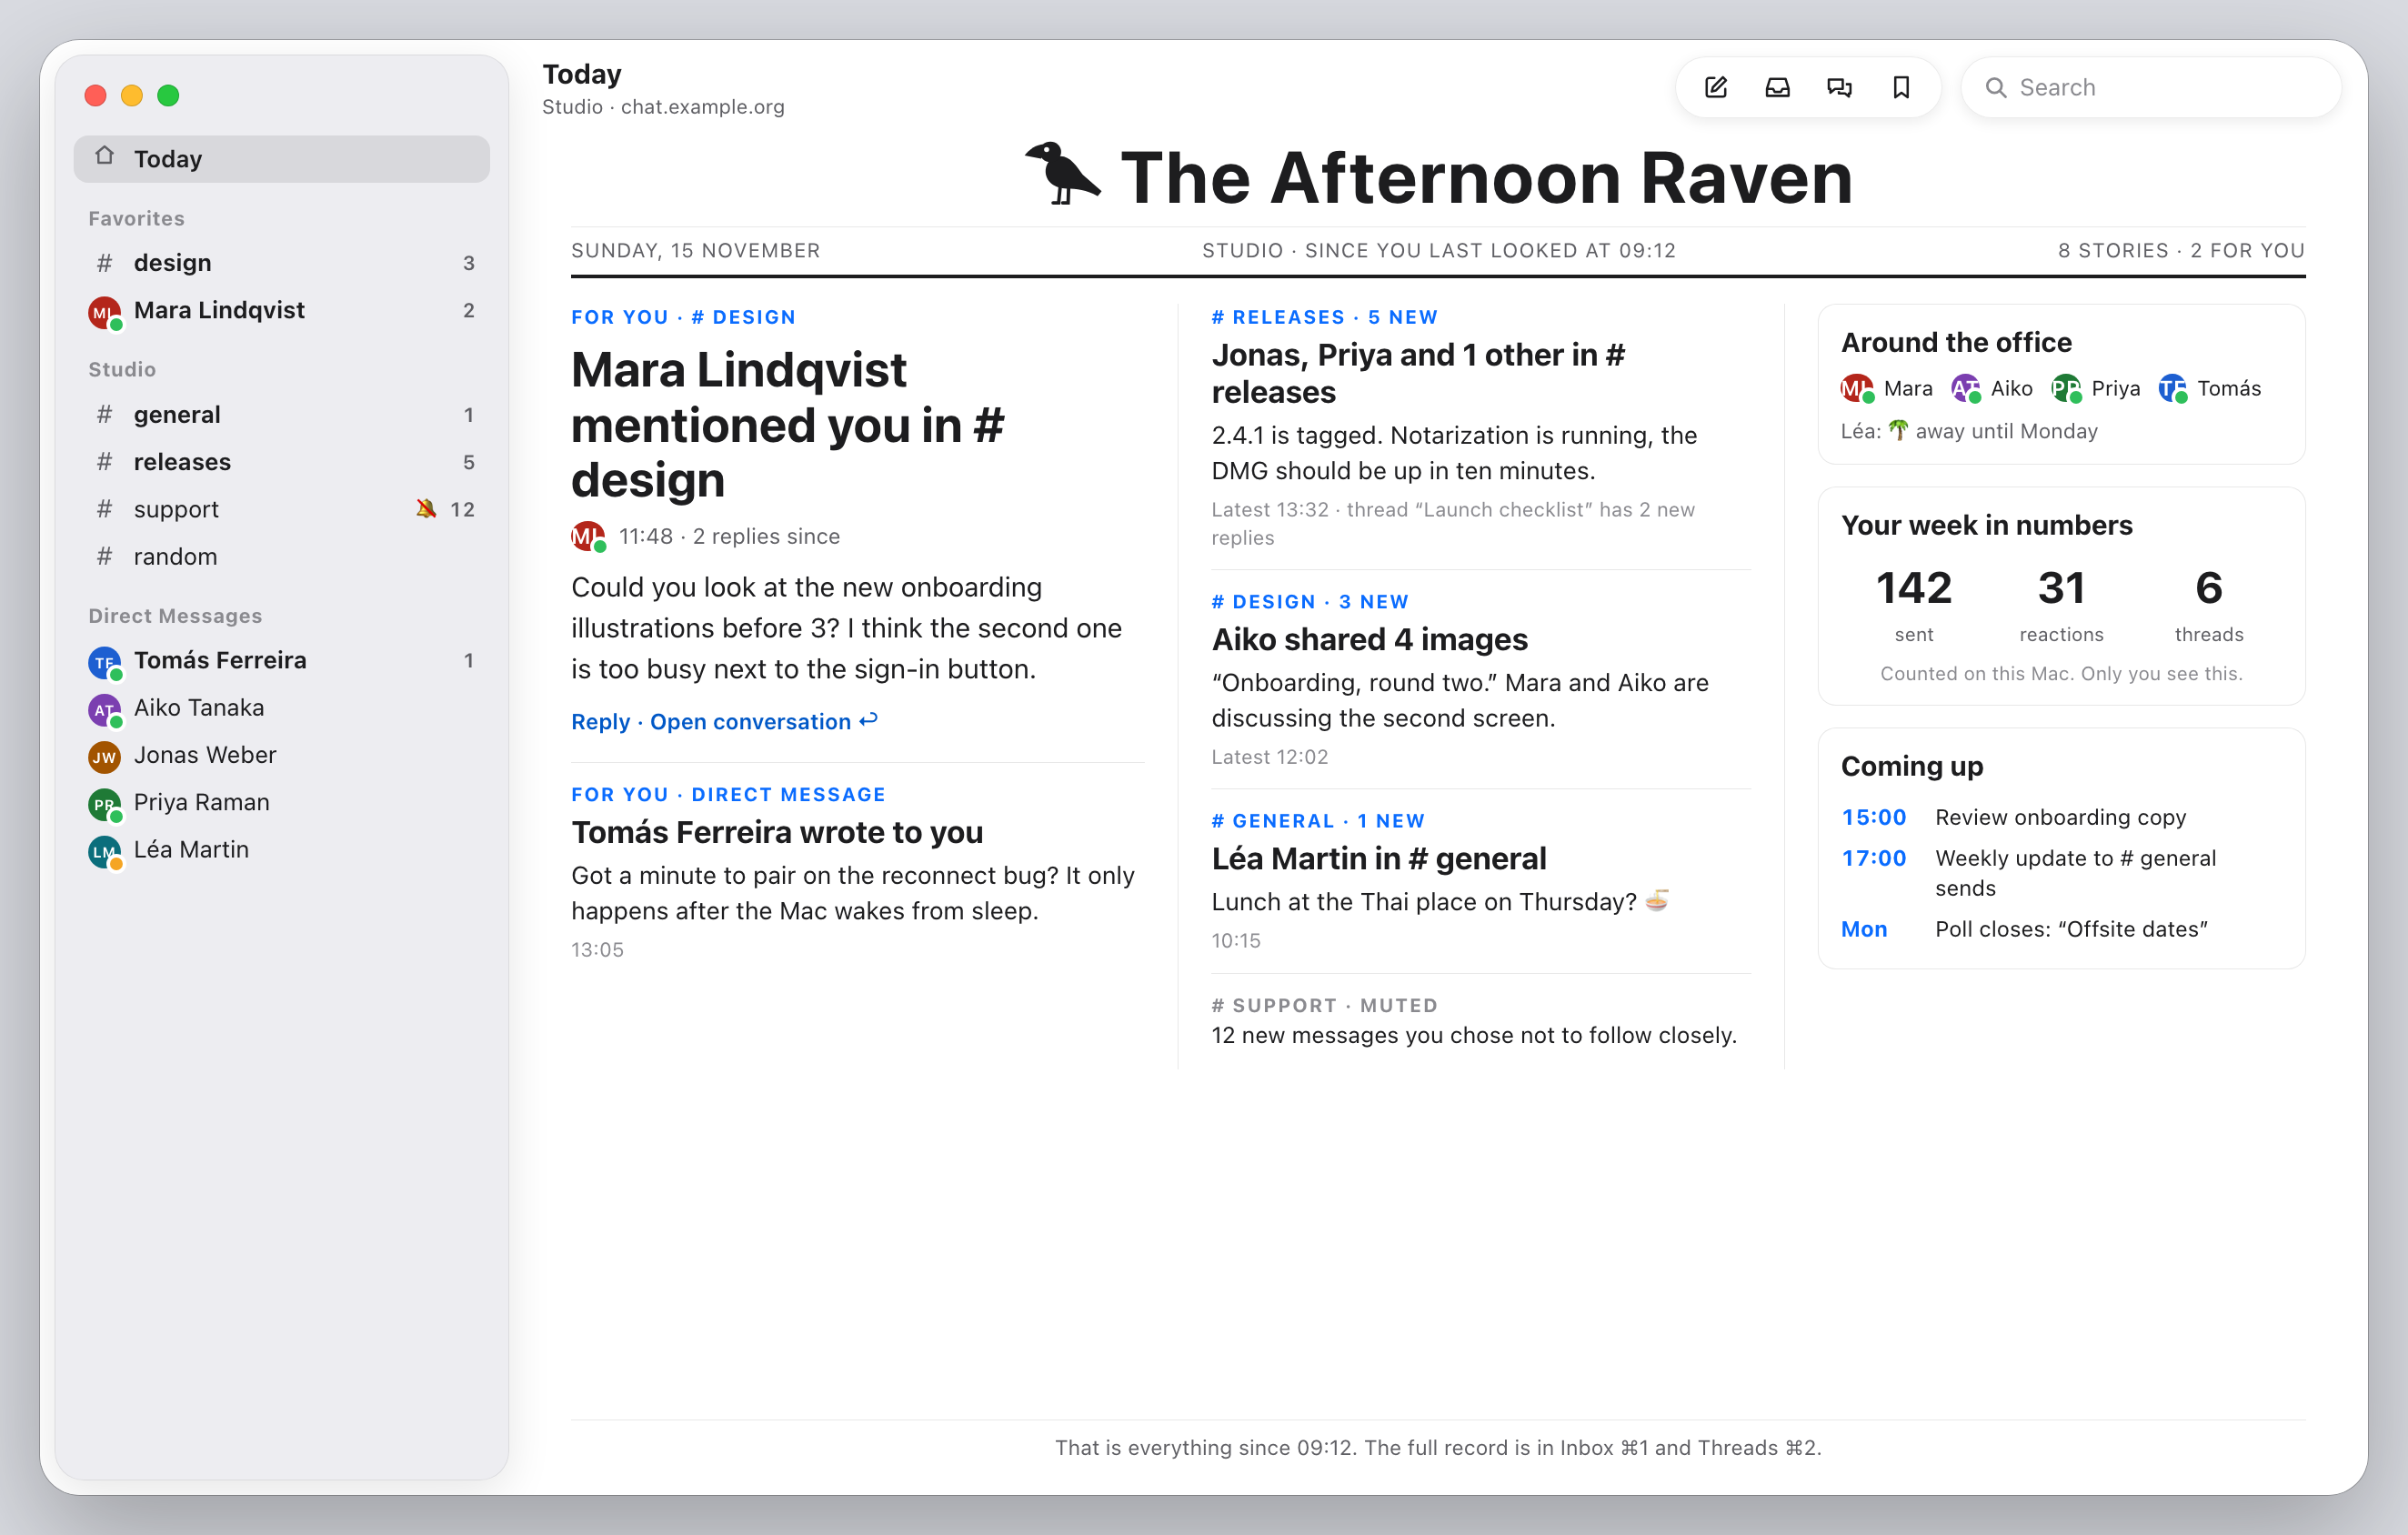 Today
Favorites
# design 3
ML Mara Lindqvist 2
Studio
# general 1
# releases 5
# support 12
# random
Direct Messages
TF Tomás Ferreira 1
AT Aiko Tanaka
JW Jonas Weber
PR Priya Raman
LM Léa Martin
Today
Studio · chat.example.org
Search
The Afternoon Raven
SUNDAY, 15 NOVEMBER
STUDIO · SINCE YOU LAST LOOKED AT 09:12
8 STORIES · 2 FOR YOU
FOR YOU · # DESIGN
Mara Lindqvist
mentioned you in #
design
ML 11:48 · 2 replies since
Could you look at the new onboarding
illustrations before 3? I think the second one
is too busy next to the sign-in button.
Reply · Open conversation ↩
FOR YOU · DIRECT MESSAGE
Tomás Ferreira wrote to you
Got a minute to pair on the reconnect bug? It only
happens after the Mac wakes from sleep.
13:05
# RELEASES · 5 NEW
Jonas, Priya and 1 other in #
releases
2.4.1 is tagged. Notarization is running, the
DMG should be up in ten minutes.
Latest 13:32 · thread “Launch checklist” has 2 new
replies
# DESIGN · 3 NEW
Aiko shared 4 images
“Onboarding, round two.” Mara and Aiko are
discussing the second screen.
Latest 12:02
# GENERAL · 1 NEW
Léa Martin in # general
Lunch at the Thai place on Thursday? 🍜
10:15
# SUPPORT · MUTED
12 new messages you chose not to follow closely.
Around the office
ML Mara AT Aiko PR Priya TF Tomás
Léa: 🌴 away until Monday
Your week in numbers
142 31 6
sent reactions threads
Counted on this Mac. Only you see this.
Coming up
15:00 Review onboarding copy
17:00 Weekly update to # general
sends
Mon Poll closes: “Offsite dates”
That is everything since 09:12. The full record is in Inbox ⌘1 and Threads ⌘2.